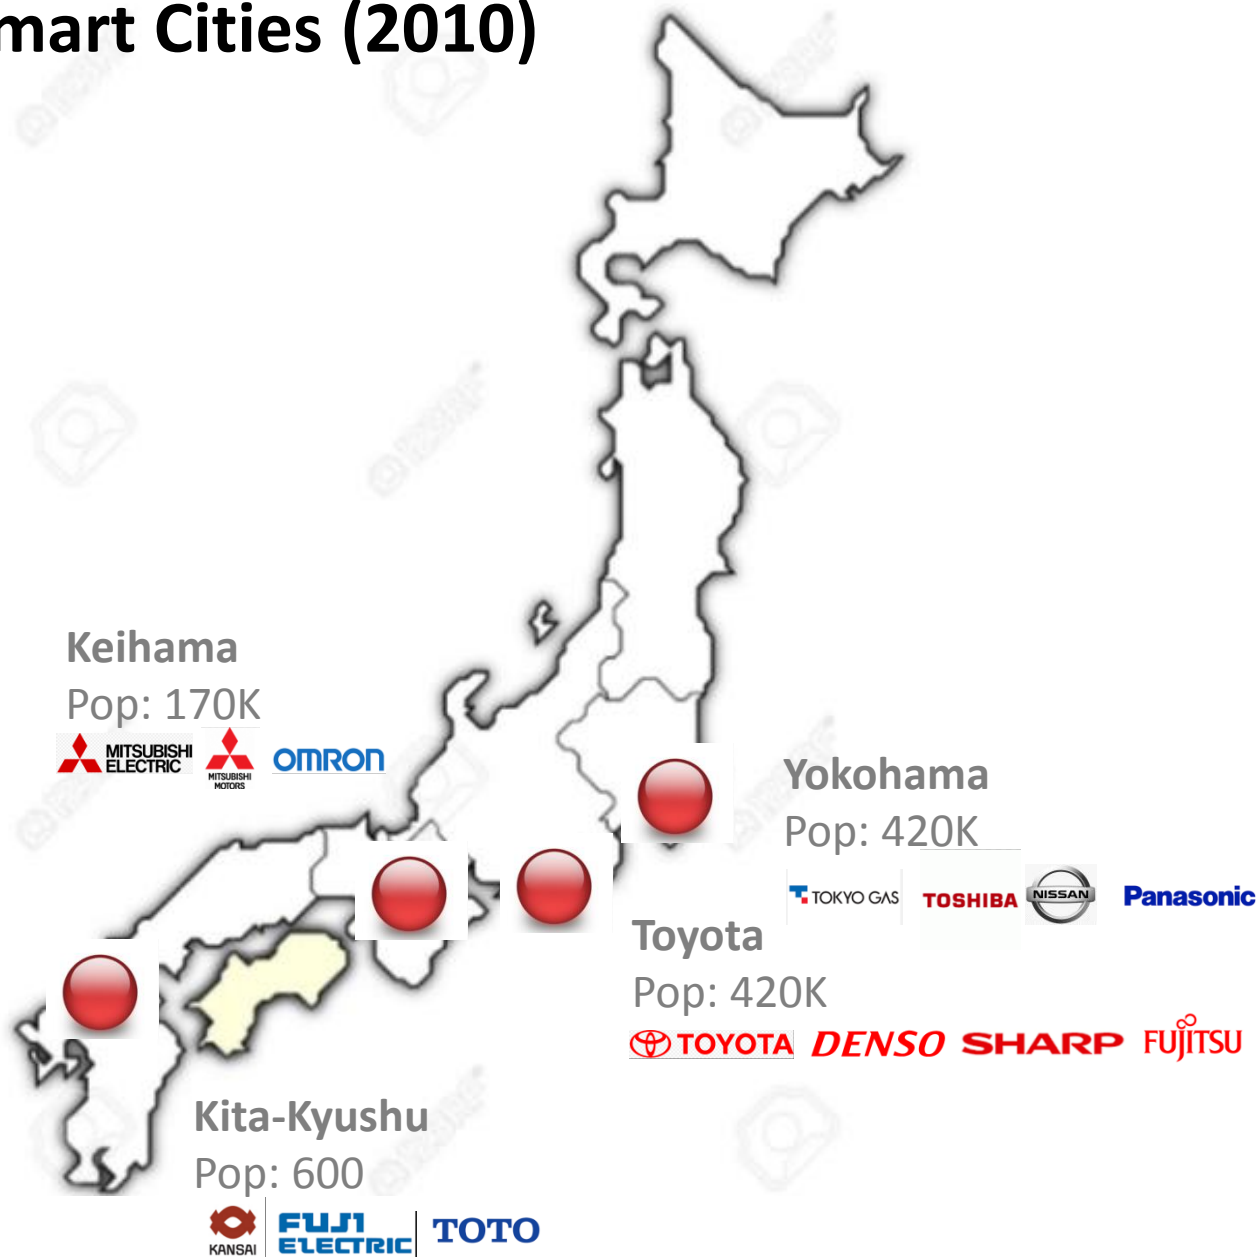 mart Cities (2010)
Keihama
Pop: 170K
MITSUBISHI
ELECTRIC
MITSUBISHI
MOTORS
OMRON
Yokohama
Pop: 420K
TOKYO GAS
TOSHIBA
NISSAN
Panasonic
Toyota
Pop: 420K
TOYOTA
DENSO
SHARP
FUJITSU
Kita-Kyushu
Pop: 600
KANSAI
FUJI
ELECTRIC
TOTO